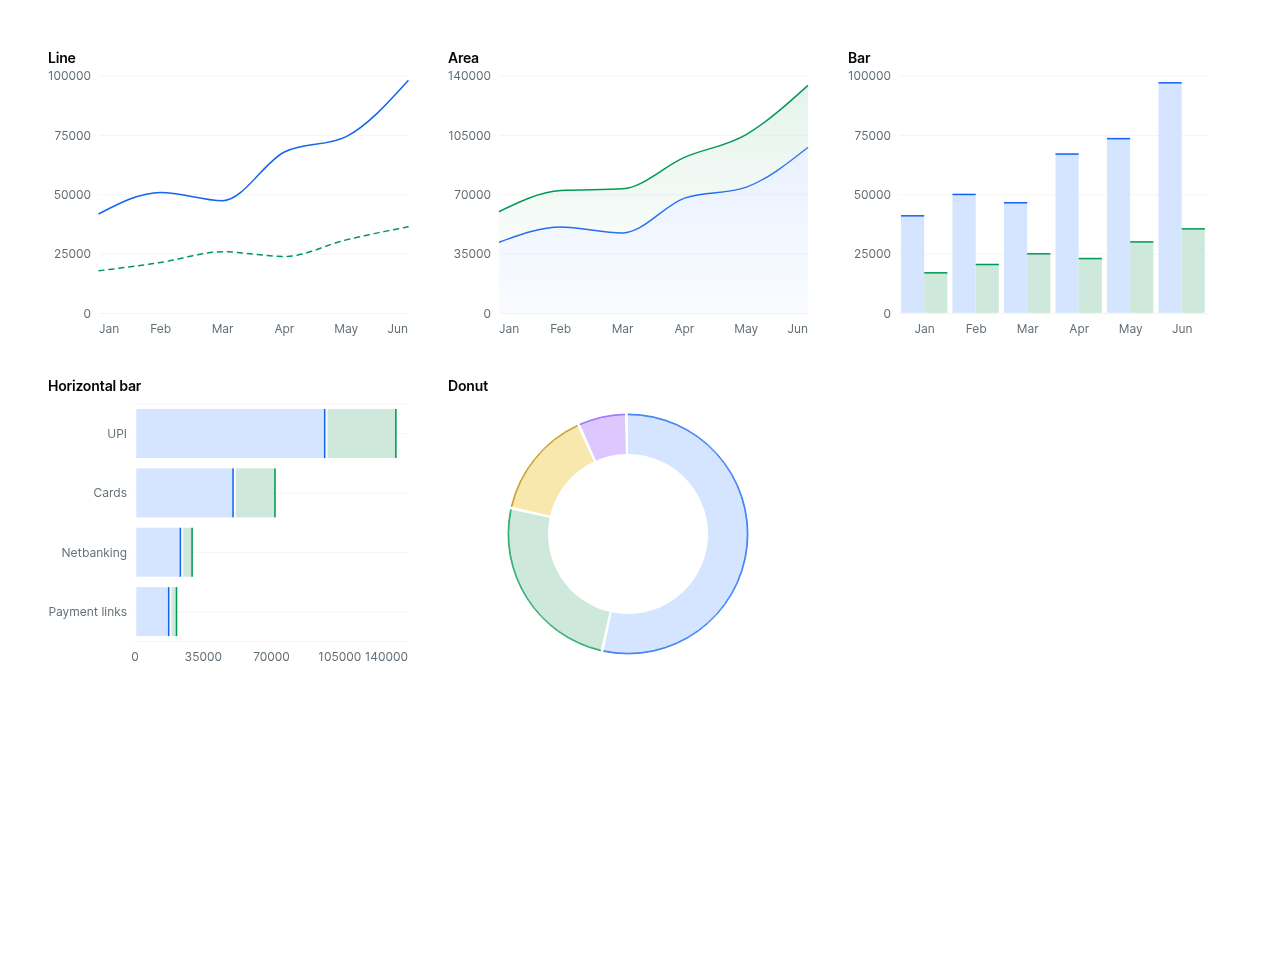 Line
100000
75000
50000
25000
0
Jan Feb Mar Apr May Jun
Area
140000
105000
70000
35000
0
Jan Feb Mar Apr May Jun
Bar
100000
75000
50000
25000
0
Jan Feb Mar Apr May Jun
Horizontal bar
UPI
Cards
Netbanking
Payment links
0 35000 70000 105000 140000
Donut